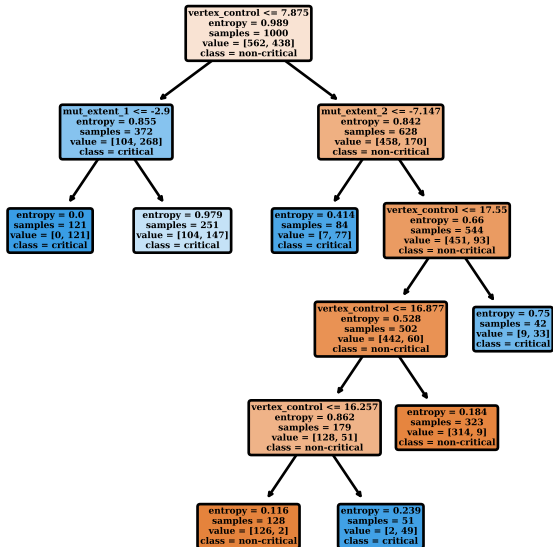 vertex_control <= 7.875
entropy = 0.989
samples = 1000
value = [562, 438]
class = non-critical
mut_extent_1 <= -2.9
entropy = 0.855
samples = 372
value = [104, 268]
class = critical
mut_extent_2 <= -7.147
entropy = 0.842
samples = 628
value = [458, 170]
class = non-critical
entropy = 0.0
samples = 121
value = [0, 121]
class = critical
entropy = 0.979
samples = 251
value = [104, 147]
class = critical
entropy = 0.414
samples = 84
value = [7, 77]
class = critical
vertex_control <= 17.55
entropy = 0.66
samples = 544
value = [451, 93]
class = non-critical
vertex_control <= 16.877
entropy = 0.528
samples = 502
value = [442, 60]
class = non-critical
entropy = 0.75
samples = 42
value = [9, 33]
class = critical
vertex_control <= 16.257
entropy = 0.862
samples = 179
value = [128, 51]
class = non-critical
entropy = 0.184
samples = 323
value = [314, 9]
class = non-critical
entropy = 0.116
samples = 128
value = [126, 2]
class = non-critical
entropy = 0.239
samples = 51
value = [2, 49]
class = critical